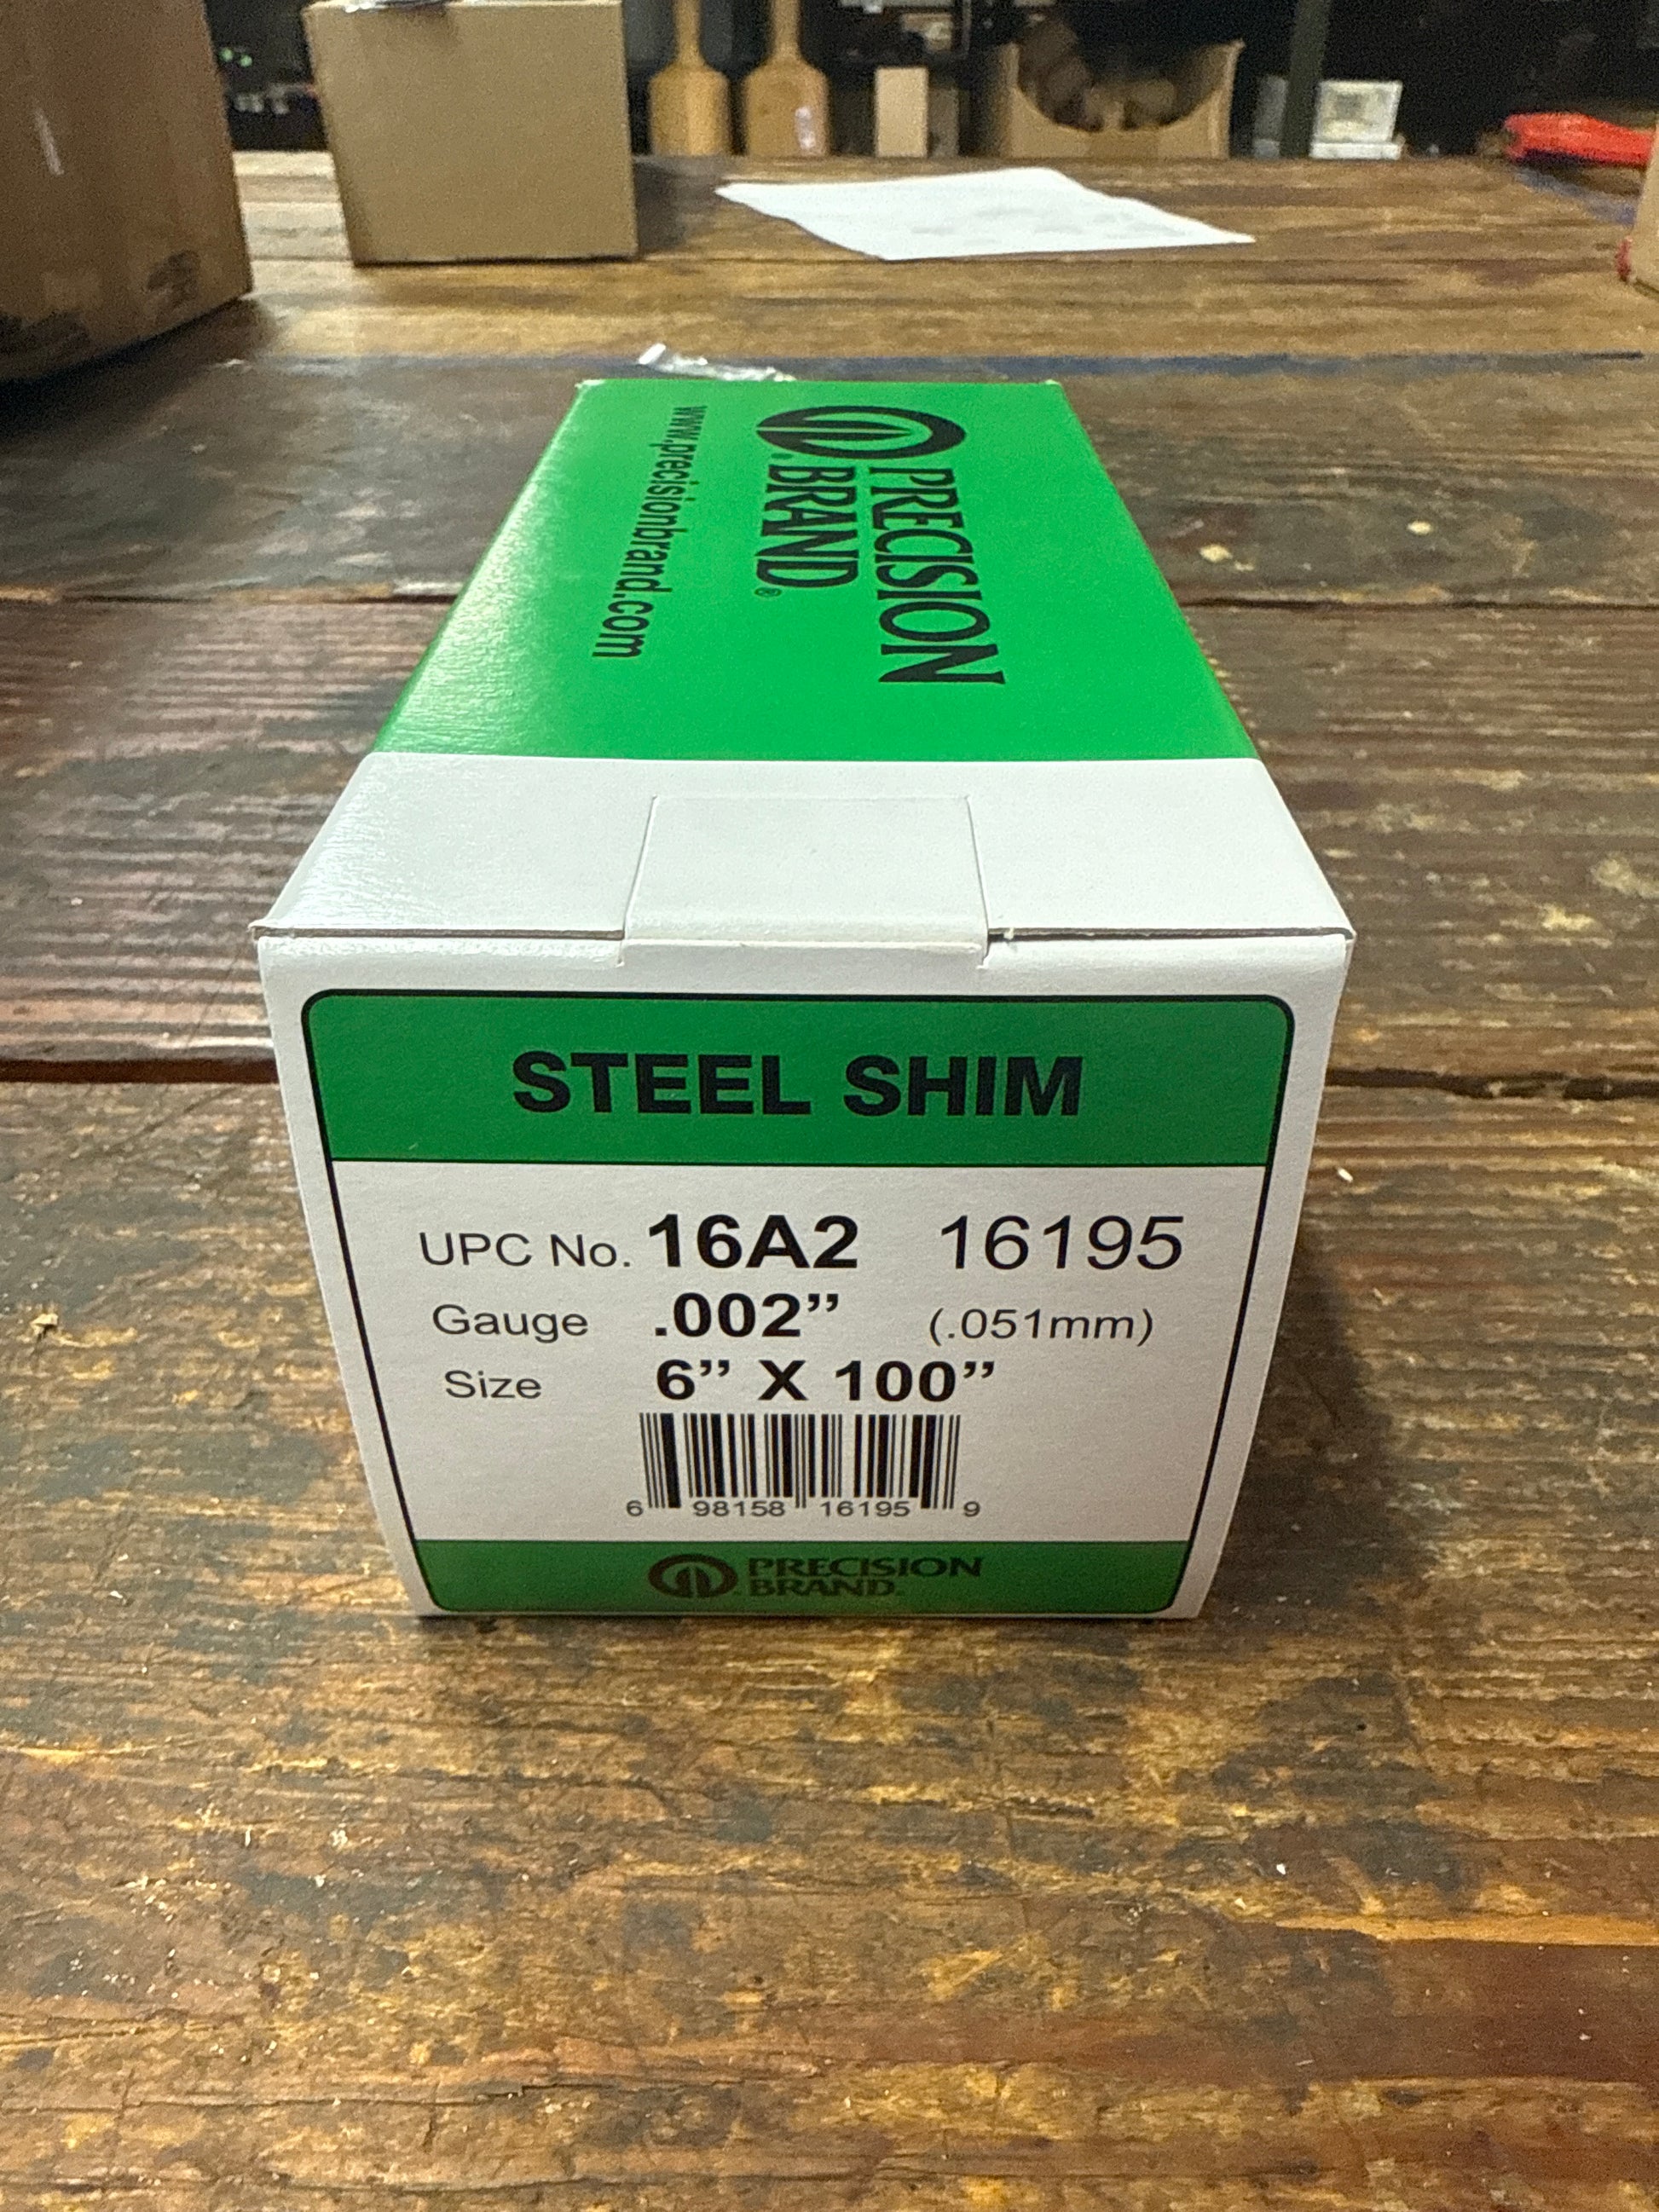 PRECISION
BRAND®
www.precisionbrand.com
STEEL SHIM
UPC No. 16A2 16195
Gauge .002” (.051mm)
Size 6” X 100”
6 98158 16195 9
PRECISION
BRAND.